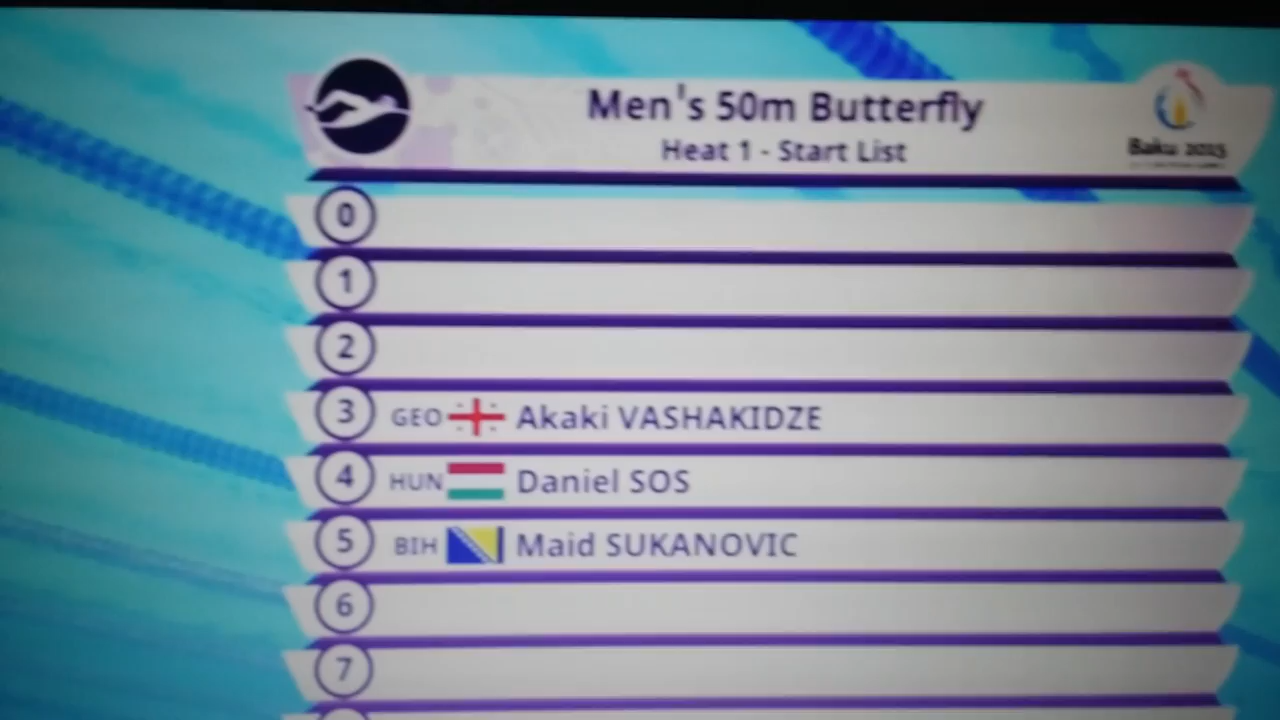 Men's 50m Butterfly
Heat 1 - Start List
Baku 2015
0
1
2
3 GEO Akaki VASHAKIDZE
4 HUN Daniel SOS
5 BIH Maid SUKANOVIC
6
7